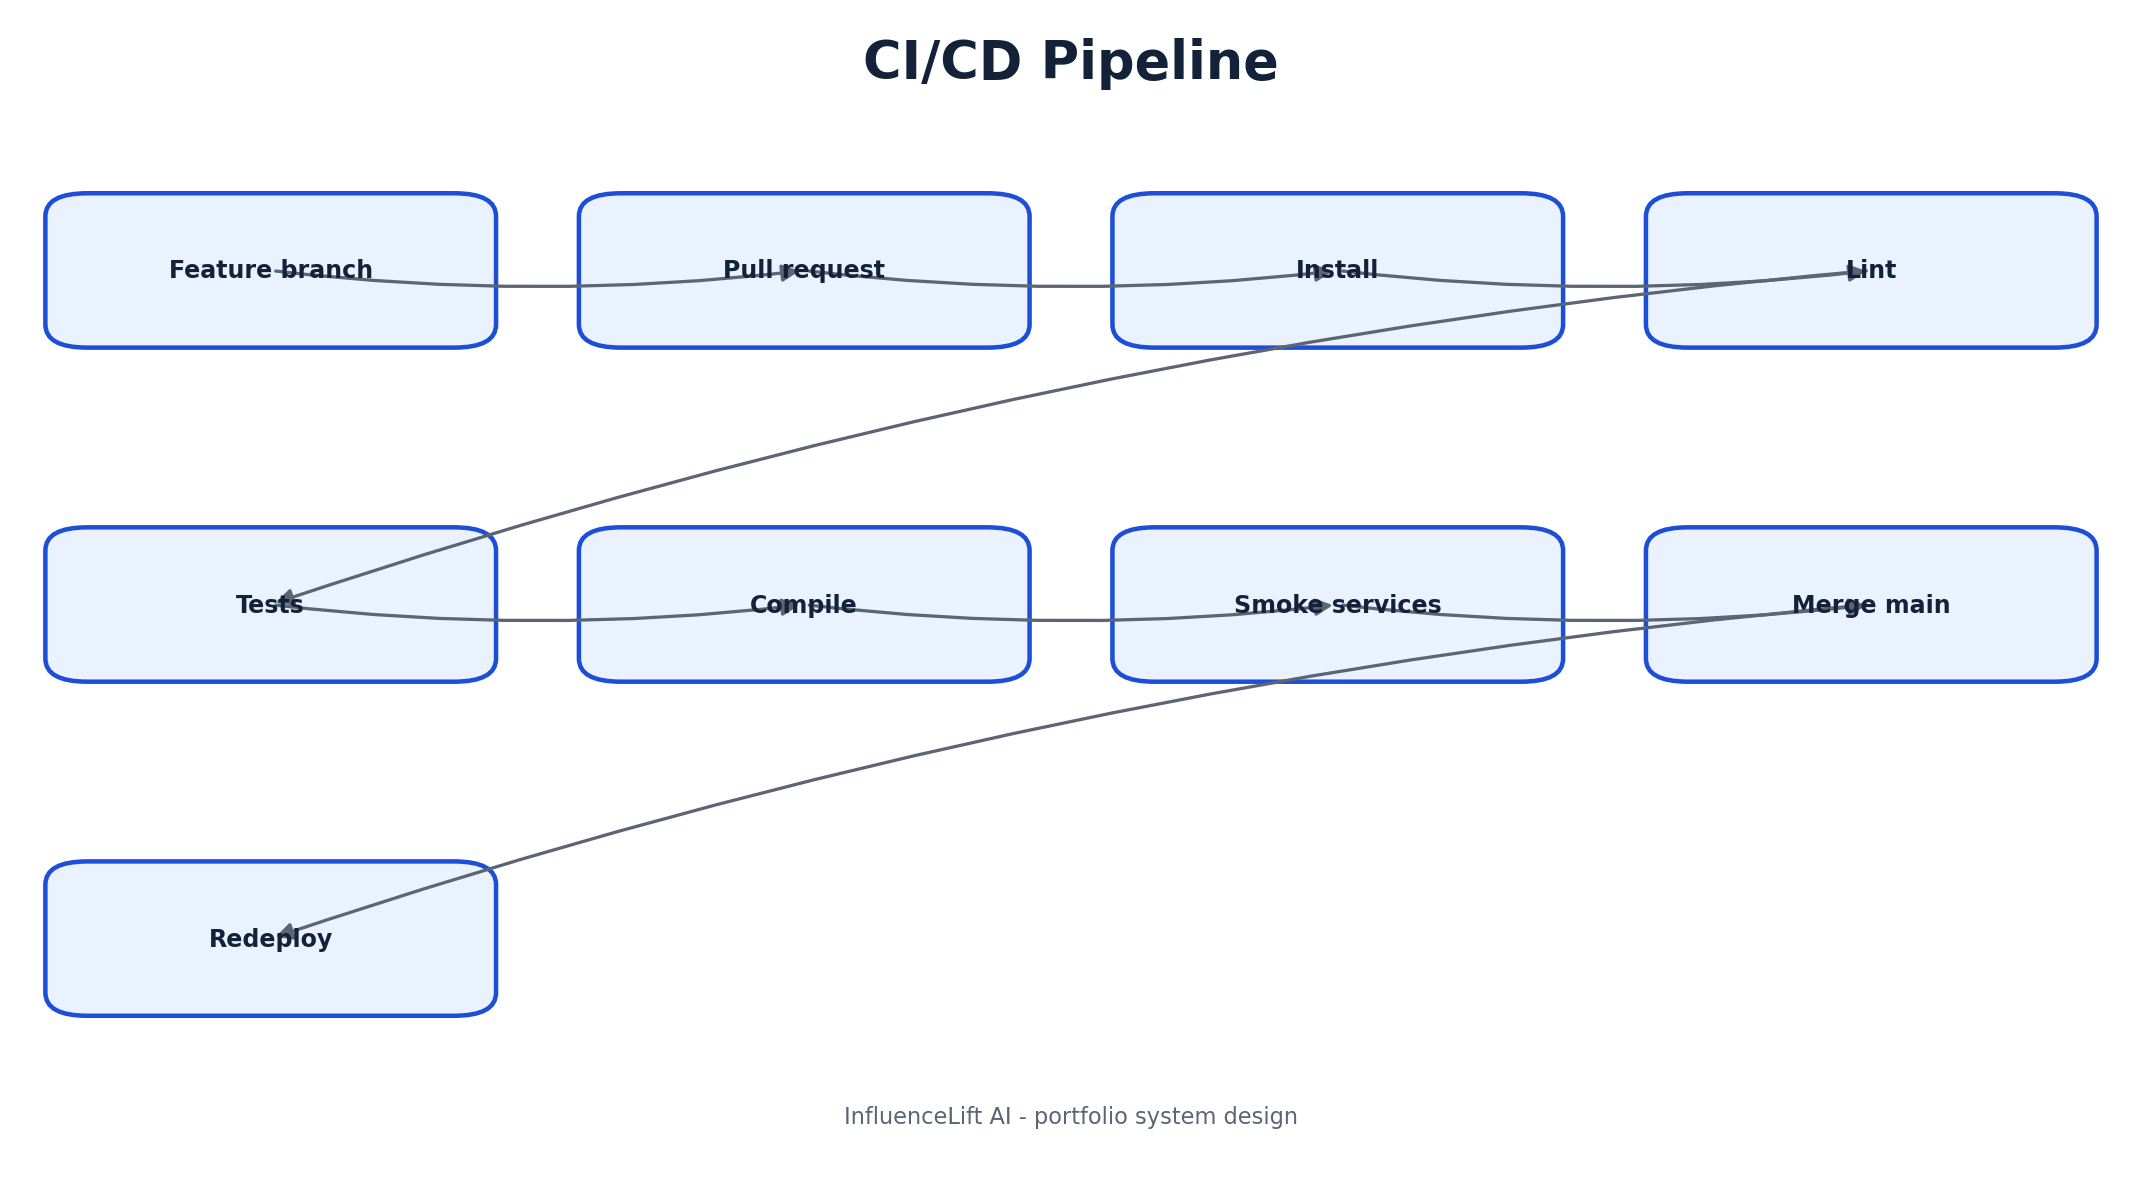 CI/CD Pipeline
Feature branch
Pull request
Install
Lint
Tests
Compile
Smoke services
Merge main
Redeploy
InfluenceLift AI - portfolio system design